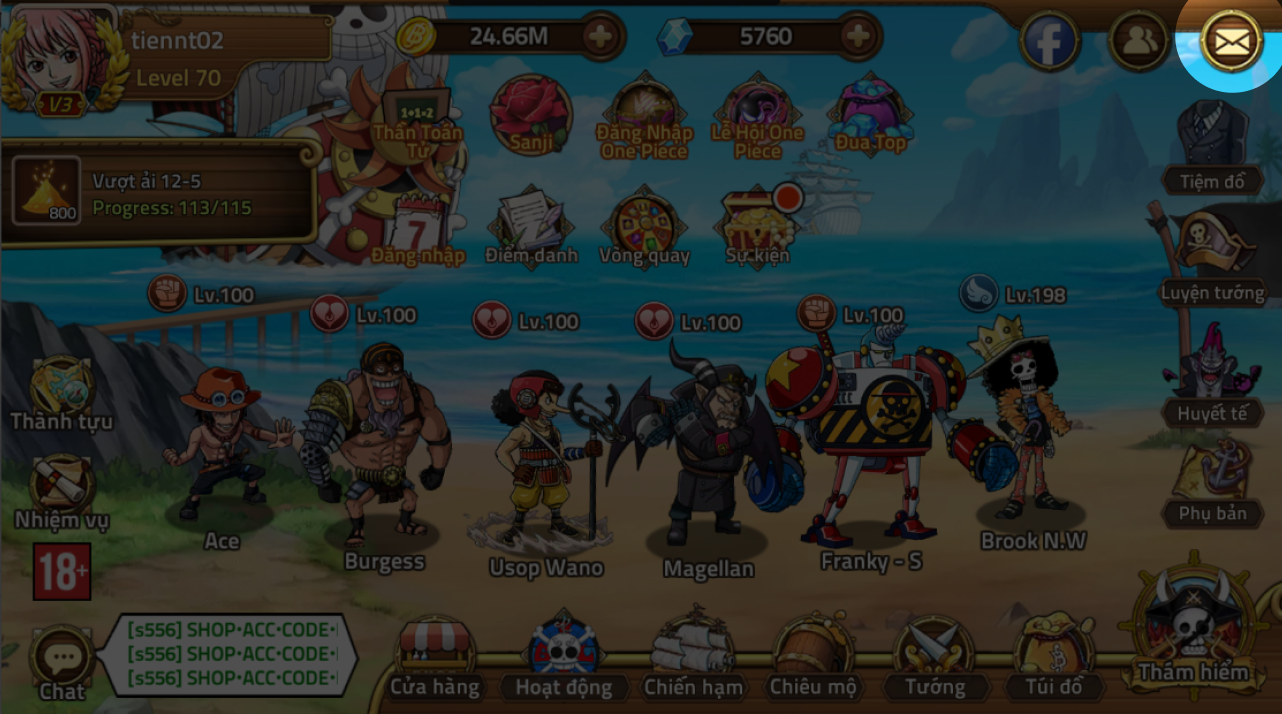 tiennt02
Level 70
V3
24.66M
5760
1+1=2
Thần Toán
Tử
Sanji
Đăng Nhập
One Piece
Lễ Hội One
Piece
Đua Top
Vượt ải 12-5
Progress: 113/115
800
7
Đăng nhập
Điểm danh
Vòng quay
Sự kiện
Tiệm đồ
Luyện tướng
Huyết tế
Phụ bản
Lv.100
Lv.100
Lv.100
Lv.100
Lv.100
Lv.198
Thành tựu
Nhiệm vụ
18+
Ace
Burgess
Usop Wano
Magellan
Franky - S
Brook N.W
[s556] SHOP•ACC•CODE•
[s556] SHOP•ACC•CODE•
[s556] SHOP•ACC•CODE•
Chat
Cửa hàng
Hoạt động
Chiến hạm
Chiêu mộ
Tướng
Túi đồ
Thám hiểm